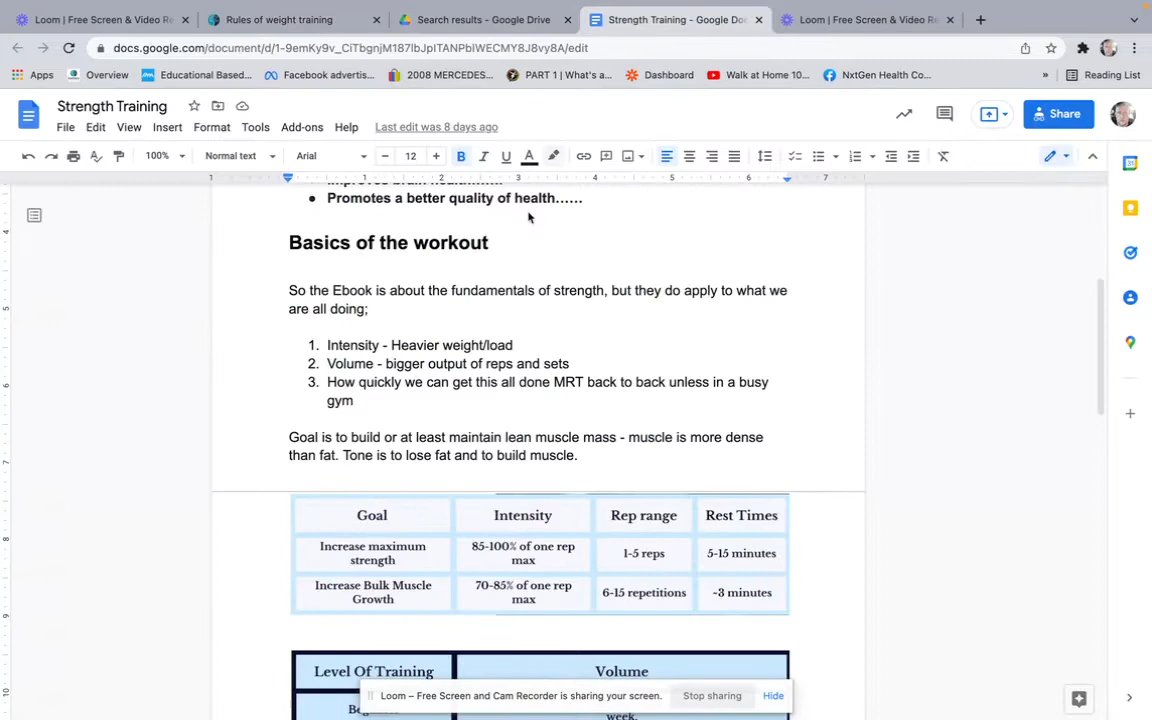 Loom | Free Screen & Video Re
Rules of weight training
Search results - Google Drive
Strength Training - Google Doc
Loom | Free Screen & Video Re
docs.google.com/document/d/1-9emKy9v_CiTbgnjM187lbJpITANPblWECMY8J8vy8A/edit
Apps
Overview
Educational Based...
Facebook advertis...
2008 MERCEDES...
PART 1 | What's a...
Dashboard
Walk at Home 10...
NxtGen Health Co...
»
Reading List
Strength Training
File Edit View Insert Format Tools Add-ons Help Last edit was 8 days ago
Share
100% Normal text Arial 12
1 1 2 3 4 5 6 7
Promotes a better quality of health……
Basics of the workout
So the Ebook is about the fundamentals of strength, but they do apply to what we
are all doing;
1. Intensity - Heavier weight/load
2. Volume - bigger output of reps and sets
3. How quickly we can get this all done MRT back to back unless in a busy
gym
Goal is to build or at least maintain lean muscle mass - muscle is more dense
than fat. Tone is to lose fat and to build muscle.
Goal Intensity Rep range Rest Times
Increase maximum
strength
85-100% of one rep
max
1-5 reps
5-15 minutes
Increase Bulk Muscle
Growth
70-85% of one rep
max
6-15 repetitions
~3 minutes
Level Of Training Volume
week.
Loom – Free Screen and Cam Recorder is sharing your screen. Stop sharing Hide